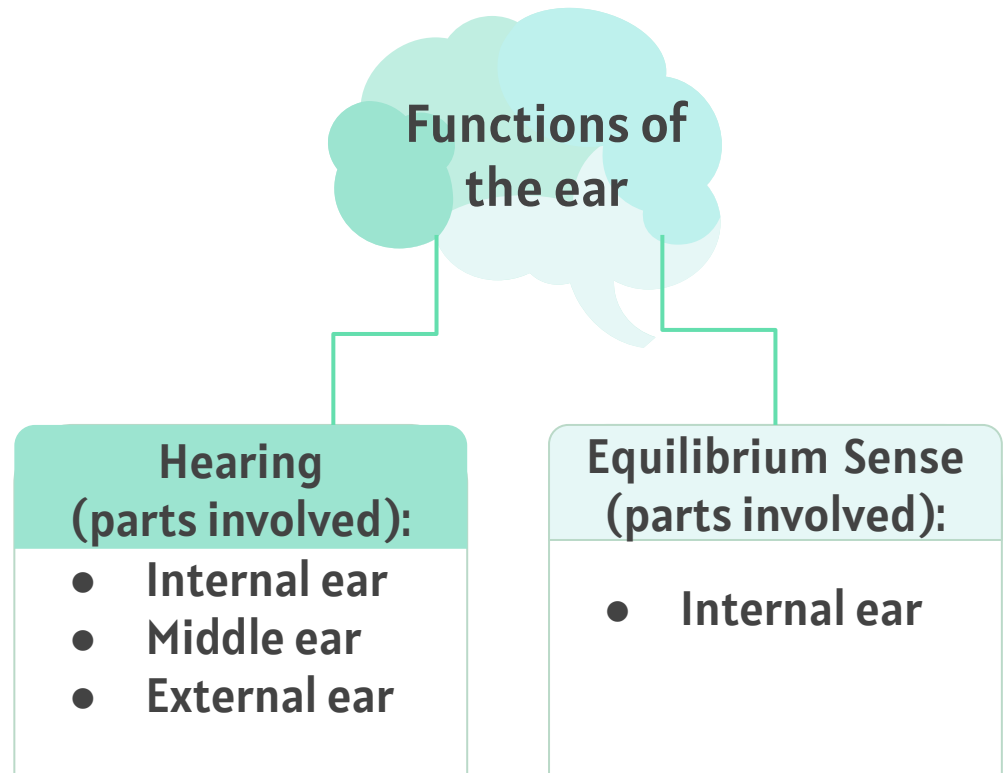 Functions of
the ear
Hearing
(parts involved):
● Internal ear
● Middle ear
● External ear
Equilibrium Sense
(parts involved):
● Internal ear